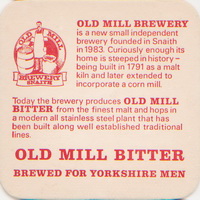 OLD MILL
BREWERY
SNAITH
OLD MILL BREWERY
is a new small independent
brewery founded in Snaith
in 1983. Curiously enough its
home is steeped in history –
being built in 1791 as a malt
kiln and later extended to
incorporate a corn mill.
Today the brewery produces OLD MILL
BITTER from the finest malt and hops in
a modern all stainless steel plant that has
been built along well established traditional
lines.
OLD MILL BITTER
BREWED FOR YORKSHIRE MEN